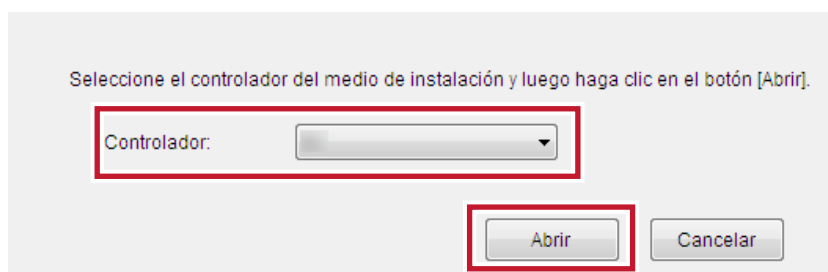 Seleccione el controlador del medio de instalación y luego haga clic en el botón [Abrir].
Controlador:
Abrir Cancelar